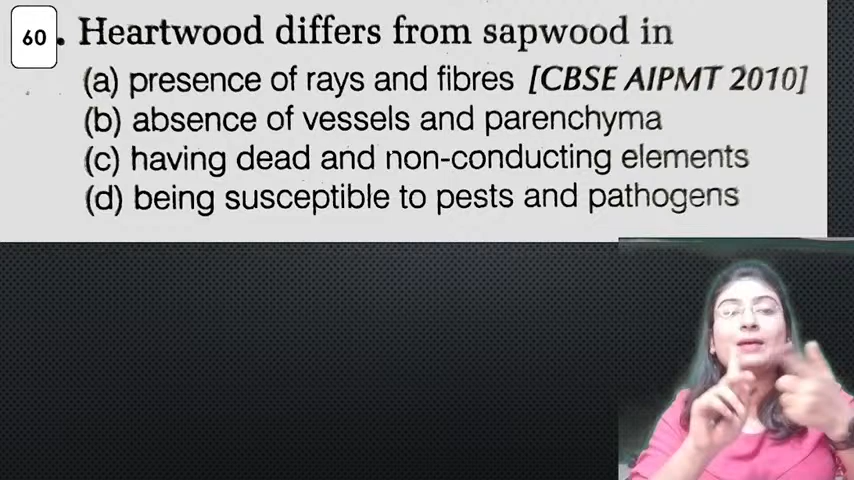 60 . Heartwood differs from sapwood in
(a) presence of rays and fibres [CBSE AIPMT 2010]
(b) absence of vessels and parenchyma
(c) having dead and non-conducting elements
(d) being susceptible to pests and pathogens